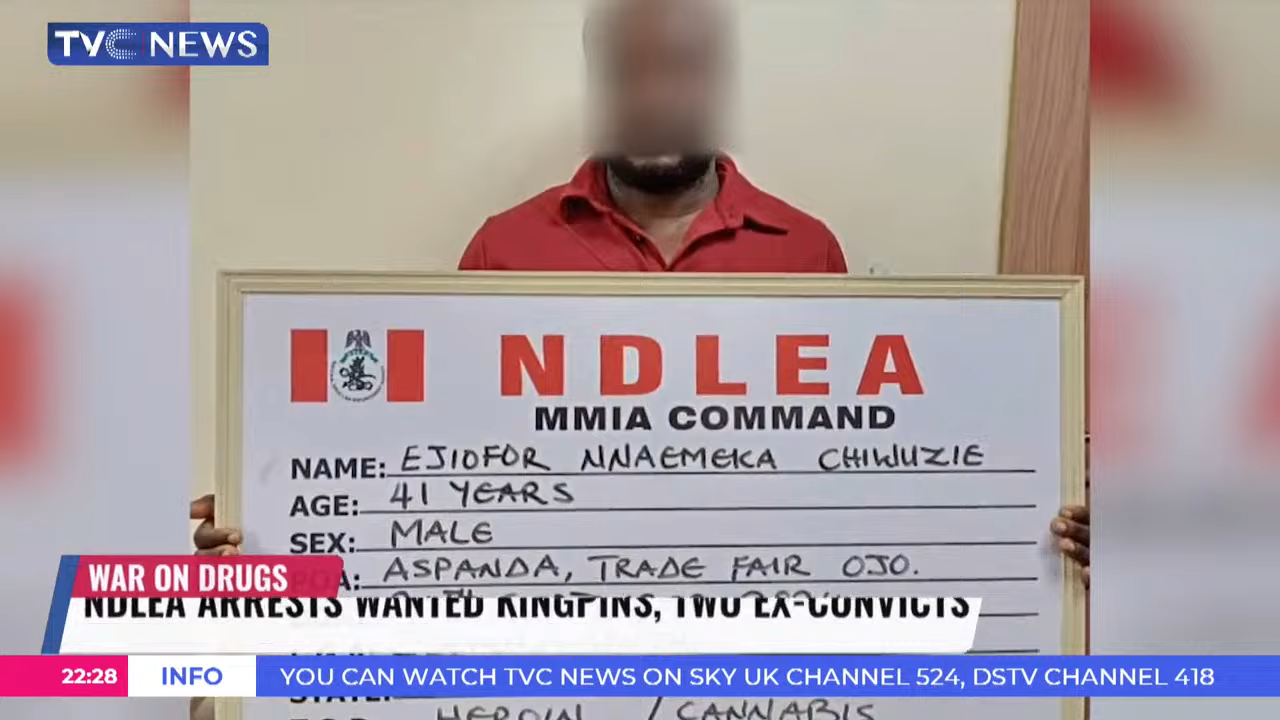 TVC NEWS
NDLEA
MMIA COMMAND
NAME: EJIOFOR NNAEMEKA CHIWUZIE
AGE: 41 YEARS
SEX: MALE
ASPANDA, TRADE FAIR OJO.
WAR ON DRUGS
NDLEA ARRESTS WANTED KINGPINS, TWO EX-CONVICTS
22:28 INFO YOU CAN WATCH TVC NEWS ON SKY UK CHANNEL 524, DSTV CHANNEL 418
HEROIN / CANNABIS